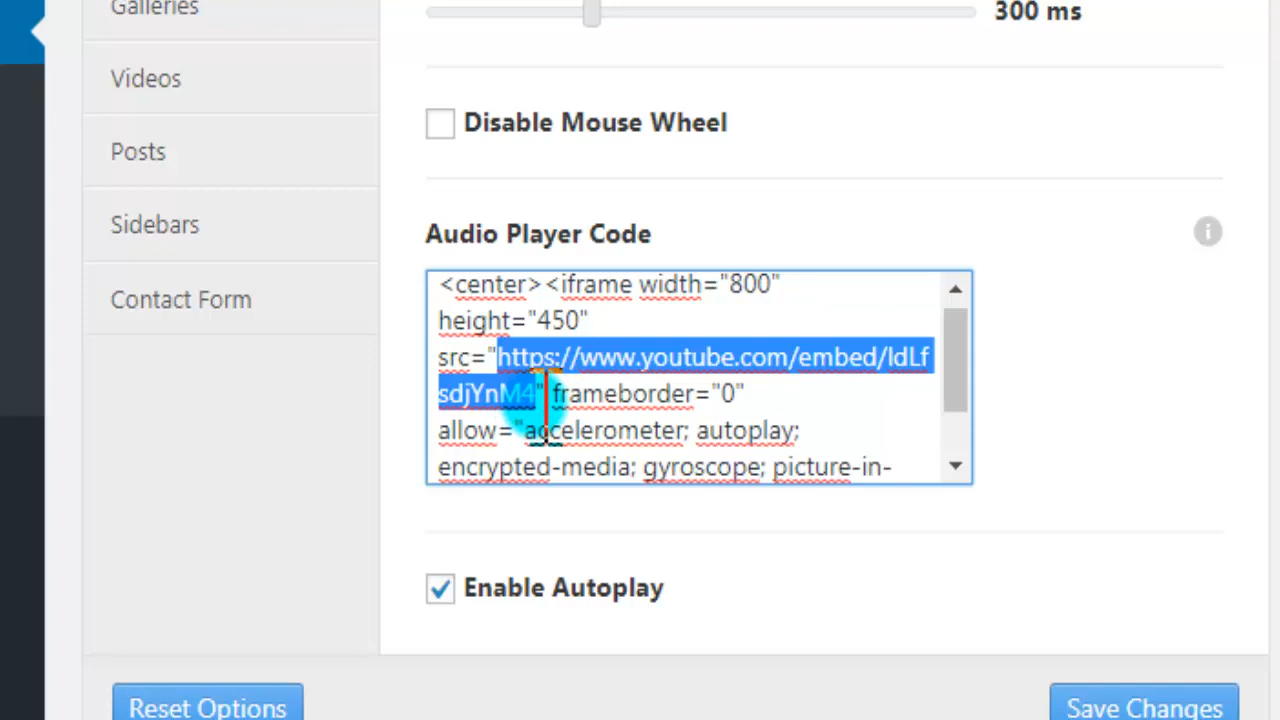 Galleries
300 ms
Videos
Disable Mouse Wheel
Posts
Audio Player Code
Sidebars
<center><iframe width="800"
height="450"
src="https://www.youtube.com/embed/ldLf
sdjYnM4" frameborder="0"
allow="accelerometer; autoplay;
encrypted-media; gyroscope; picture-in-
Contact Form
Enable Autoplay
Reset Options
Save Changes